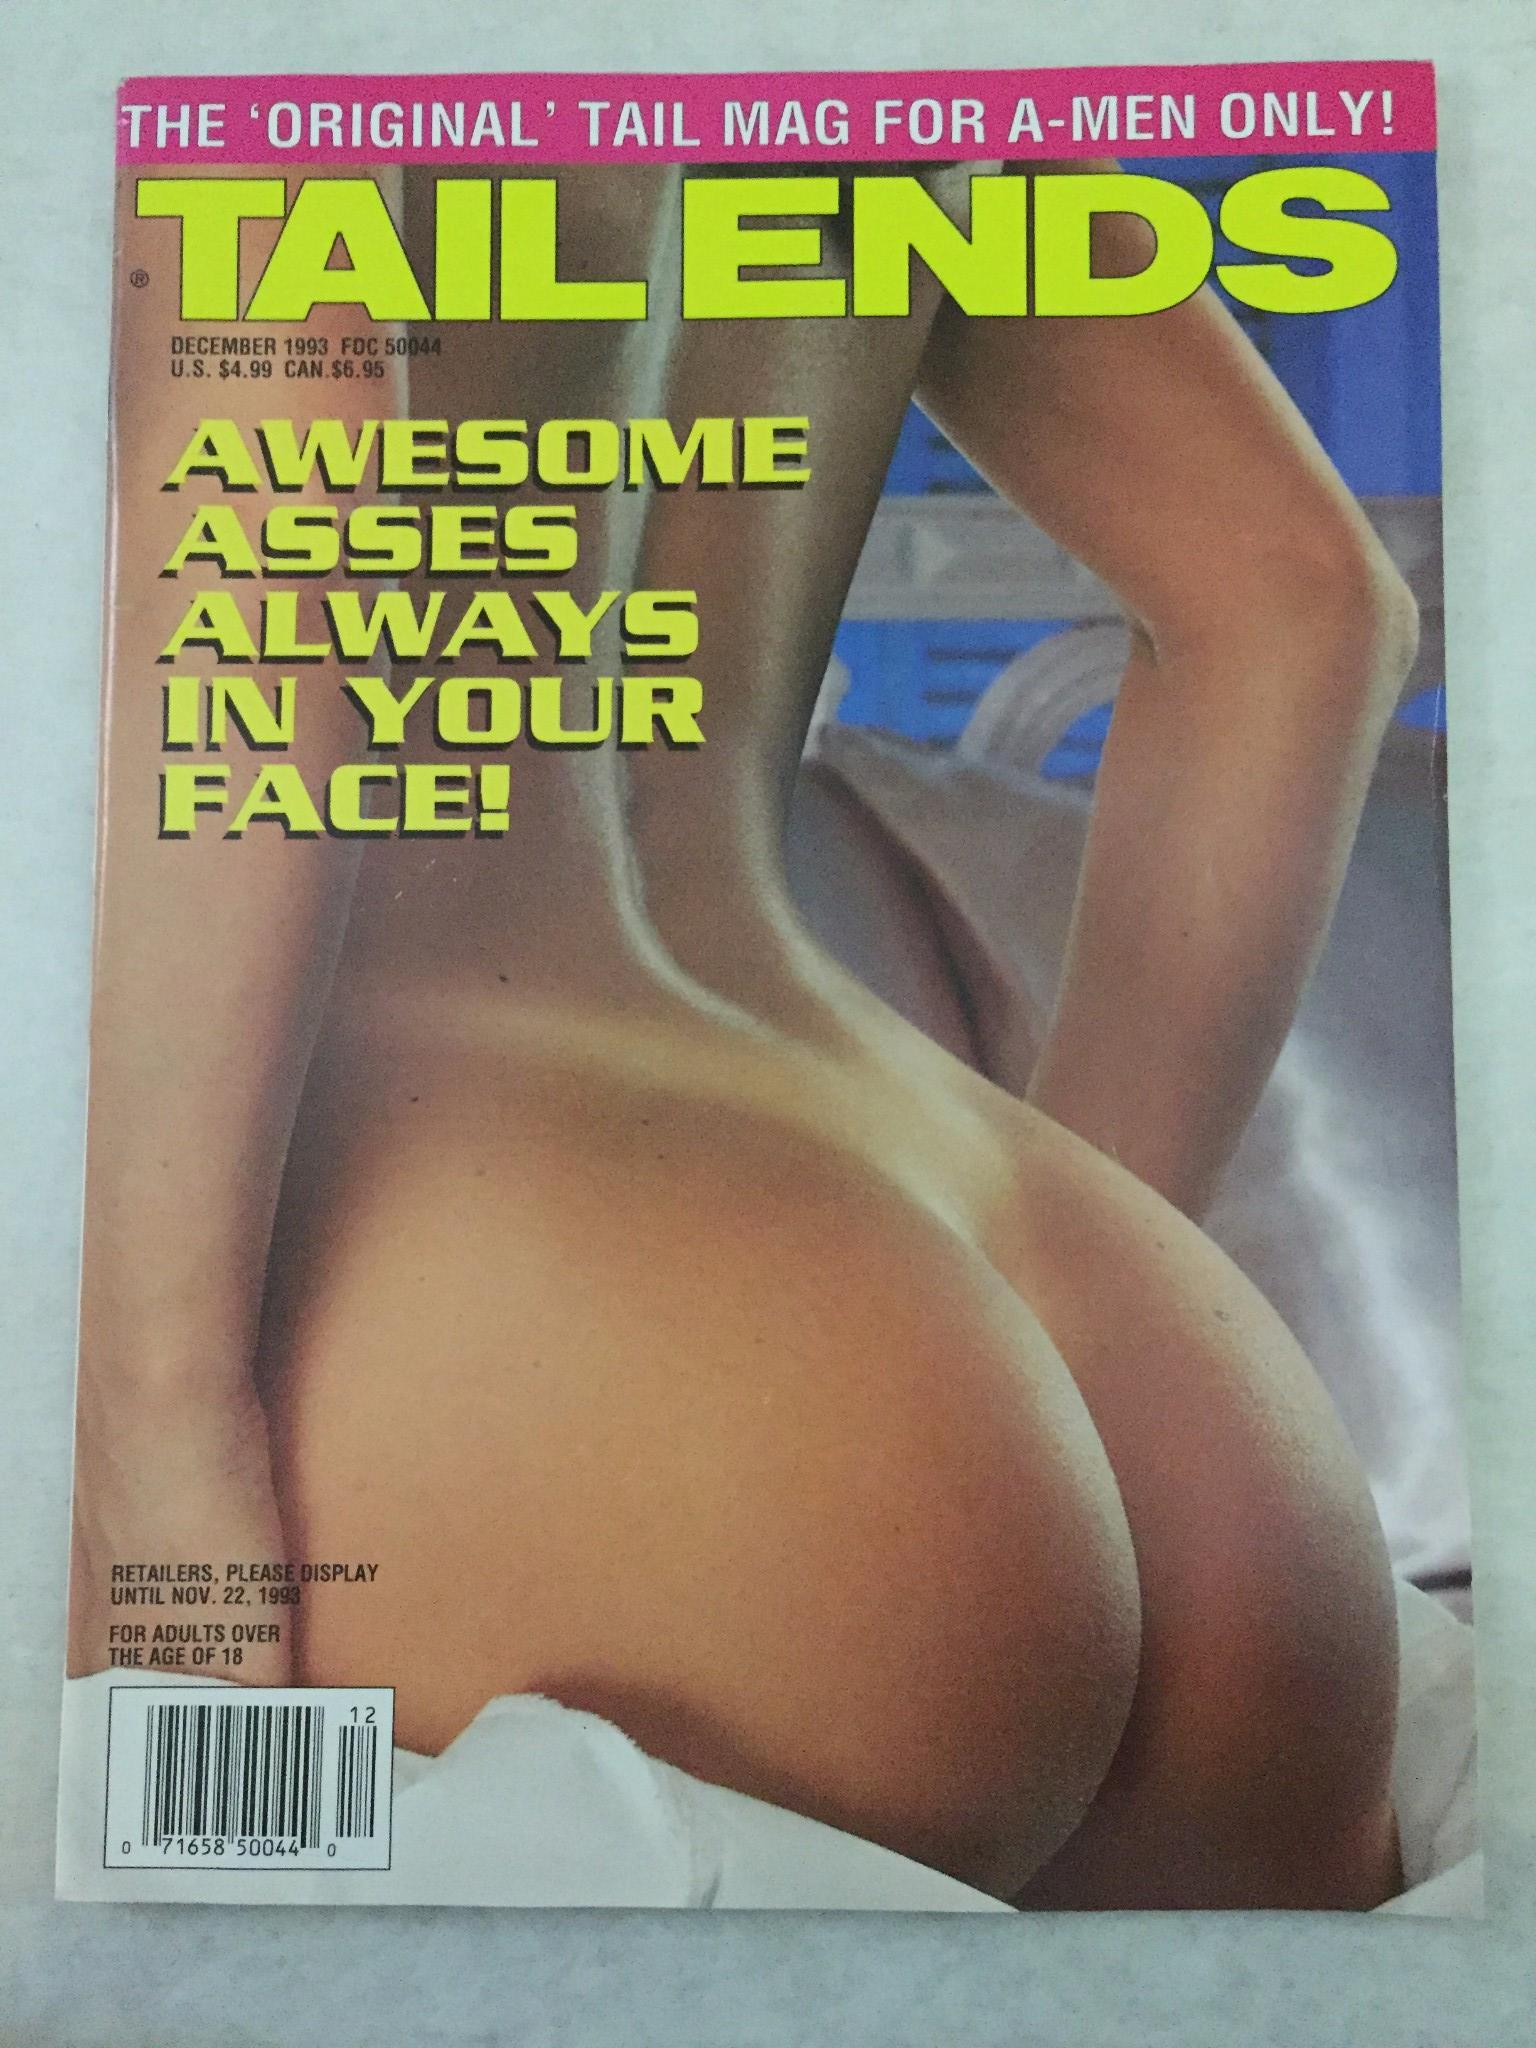 THE 'ORIGINAL' TAIL MAG FOR A-MEN ONLY!
TAIL ENDS
®
DECEMBER 1993 FDC 50044
U.S. $4.99 CAN.$6.95
AWESOME
ASSES
ALWAYS
IN YOUR
FACE!
RETAILERS, PLEASE DISPLAY
UNTIL NOV. 22, 1993
FOR ADULTS OVER
THE AGE OF 18
12
0 71658 50044 0